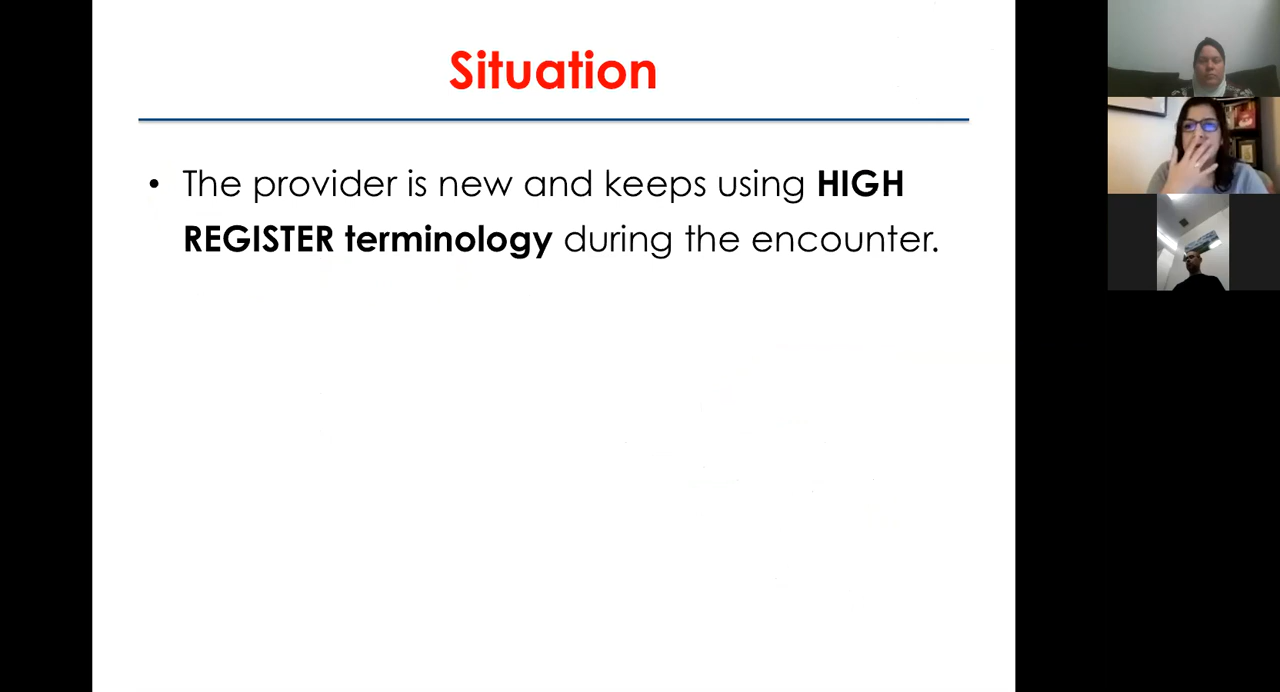 Situation
• The provider is new and keeps using HIGH
REGISTER terminology during the encounter.